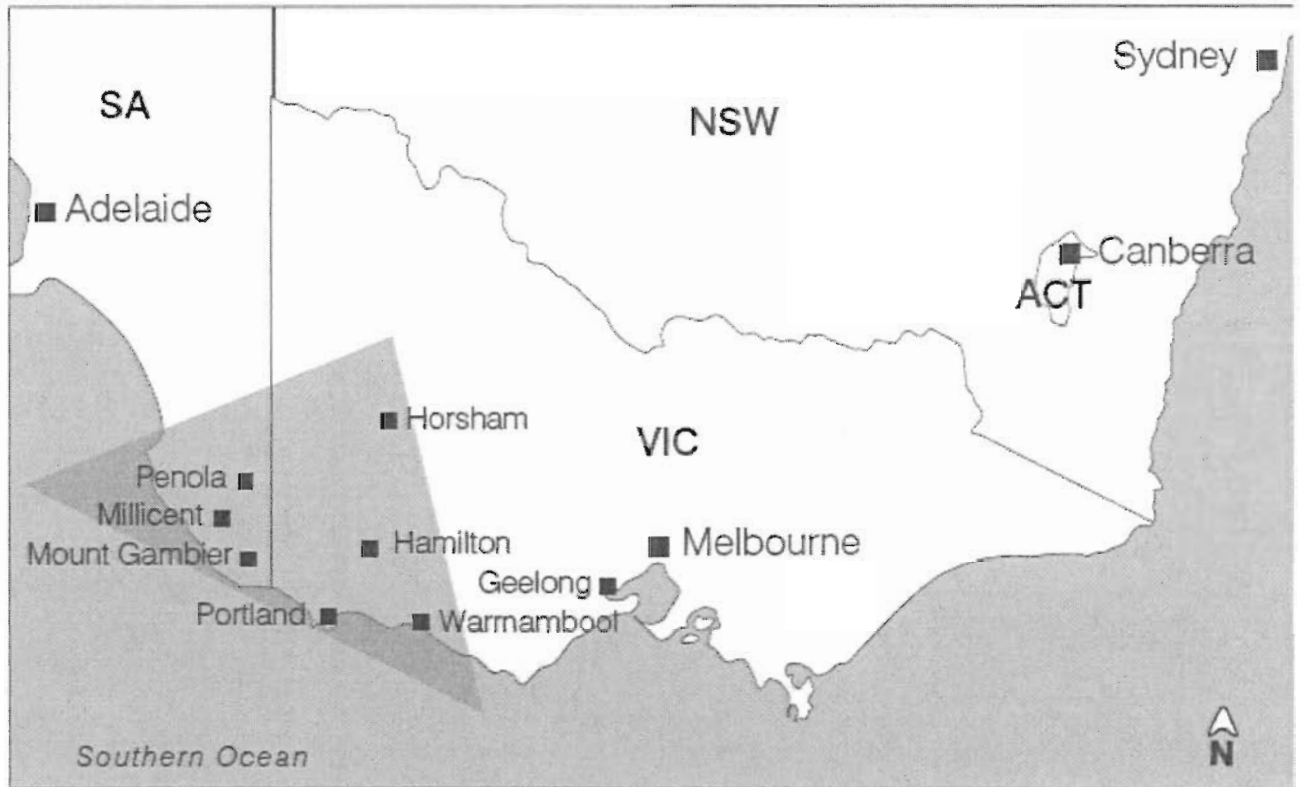 Sydney
SA
NSW
Adelaide
Canberra
ACT
Horsham
VIC
Penola
Millicent
Mount Gambier
Hamilton
Melbourne
Geelong
Portland
Warrnambool
Southern Ocean
N